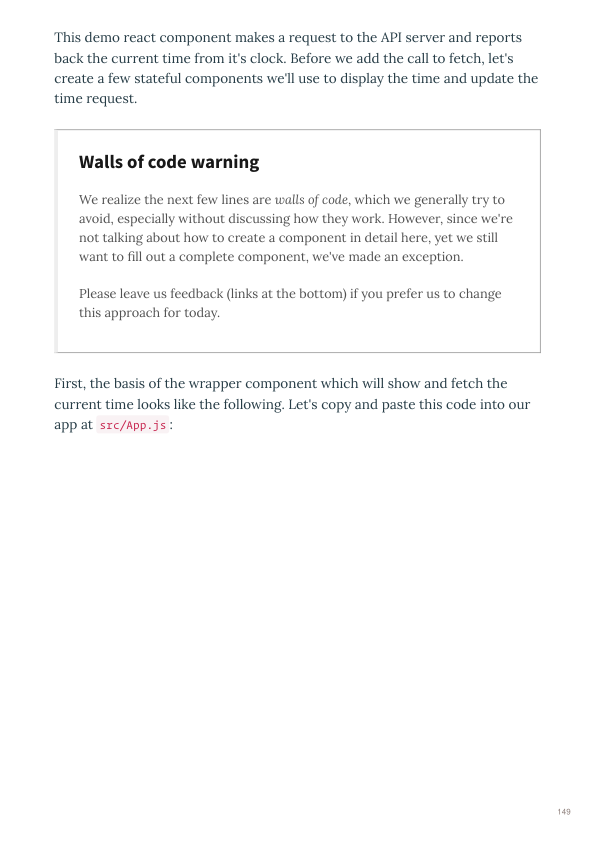 This demo react component makes a request to the API server and reports
back the current time from it's clock. Before we add the call to fetch, let's
create a few stateful components we'll use to display the time and update the
time request.
Walls of code warning
We realize the next few lines are walls of code, which we generally try to
avoid, especially without discussing how they work. However, since we're
not talking about how to create a component in detail here, yet we still
want to fill out a complete component, we've made an exception.
Please leave us feedback (links at the bottom) if you prefer us to change
this approach for today.
First, the basis of the wrapper component which will show and fetch the
current time looks like the following. Let's copy and paste this code into our
app at src/App.js:
149